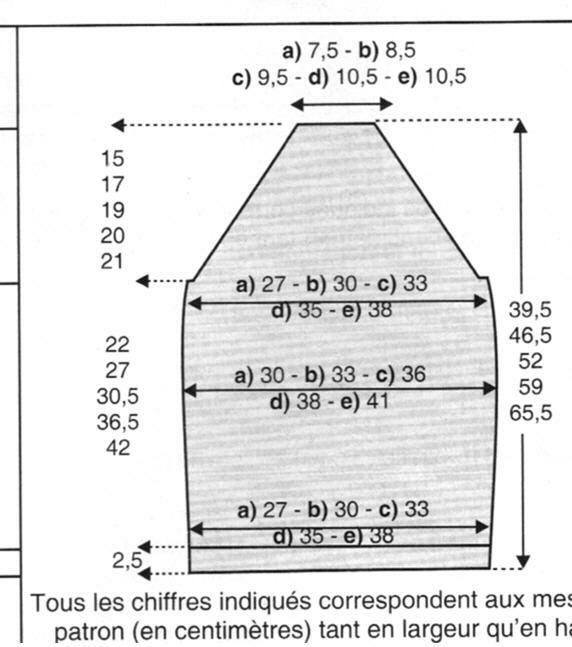 a) 7,5 - b) 8,5
c) 9,5 - d) 10,5 - e) 10,5
15
17
19
20
21
a) 27 - b) 30 - c) 33
d) 35 - e) 38
22
27
30,5
36,5
42
a) 30 - b) 33 - c) 36
d) 38 - e) 41
39,5
46,5
52
59
65,5
a) 27 - b) 30 - c) 33
d) 35 - e) 38
2,5
Tous les chiffres indiqués correspondent aux mes
patron (en centimètres) tant en largeur qu'en ha